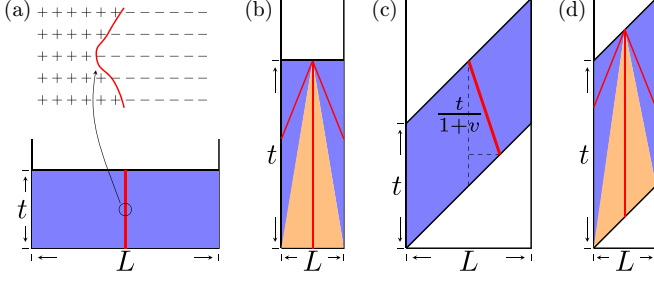 (a)
+ + + + + + − − − − − − −
+ + + + + + − − − − − − − −
+ + + + + − − − − − − − −
+ + + + + + − − − − − − −
+ + + + + + − − − − − − −
t
L
(b)
t
L
(c)
t
t/(1+v)
L
(d)
t
L